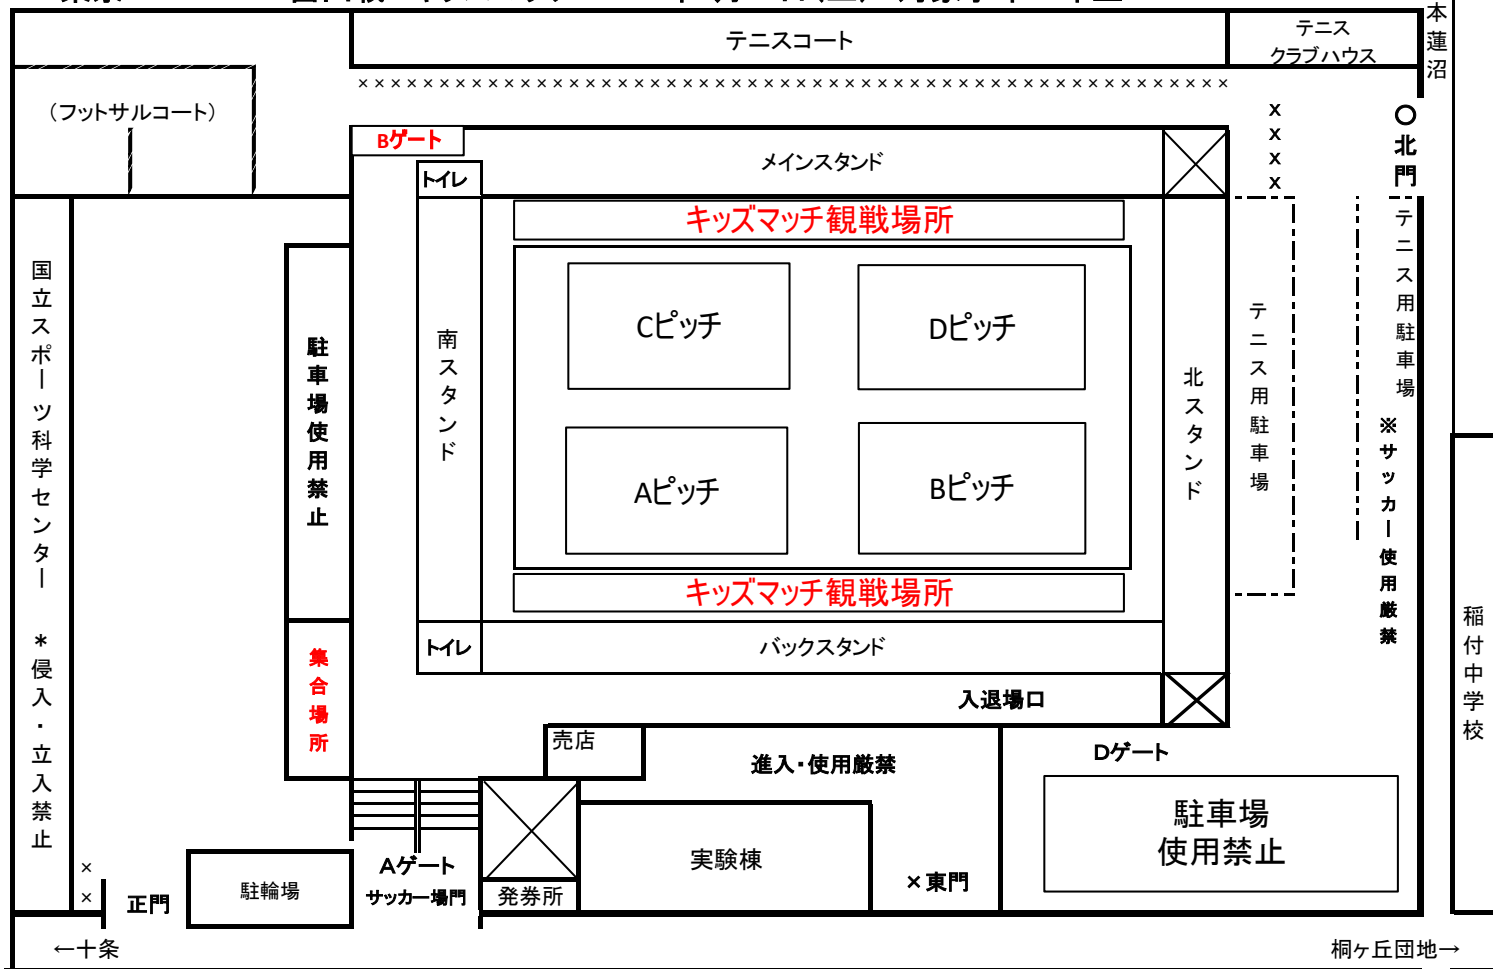 本蓮沼
テニスコート
テニス
クラブハウス
××××××××××××××××××××××××××××××××××××××××××××××××××××××
(フットサルコート)
x
x
x
x
○北門
Bゲート
メインスタンド
トイレ
キッズマッチ観戦場所
テニス用駐車場
※サッカー使用厳禁
国立スポーツ科学センター
*侵入・立入禁止
駐車場使用禁止
南スタンド
Cピッチ
Dピッチ
Aピッチ
Bピッチ
北スタンド
テニス用駐車場
キッズマッチ観戦場所
稲付中学校
集合場所
トイレ
バックスタンド
入退場口
売店
進入・使用厳禁
Dゲート
駐車場
使用禁止
×
×
正門
駐輪場
Aゲート
サッカー場門
発券所
実験棟
×東門
←十条
桐ヶ丘団地→